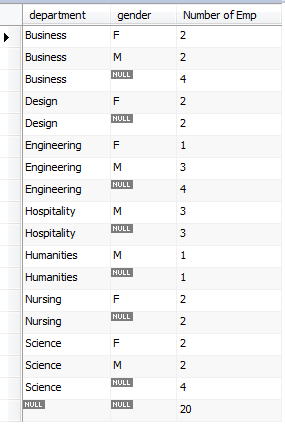 department gender Number of Emp
Business F 2
Business M 2
Business NULL 4
Design F 2
Design NULL 2
Engineering F 1
Engineering M 3
Engineering NULL 4
Hospitality M 3
Hospitality NULL 3
Humanities M 1
Humanities NULL 1
Nursing F 2
Nursing NULL 2
Science F 2
Science M 2
Science NULL 4
NULL NULL 20